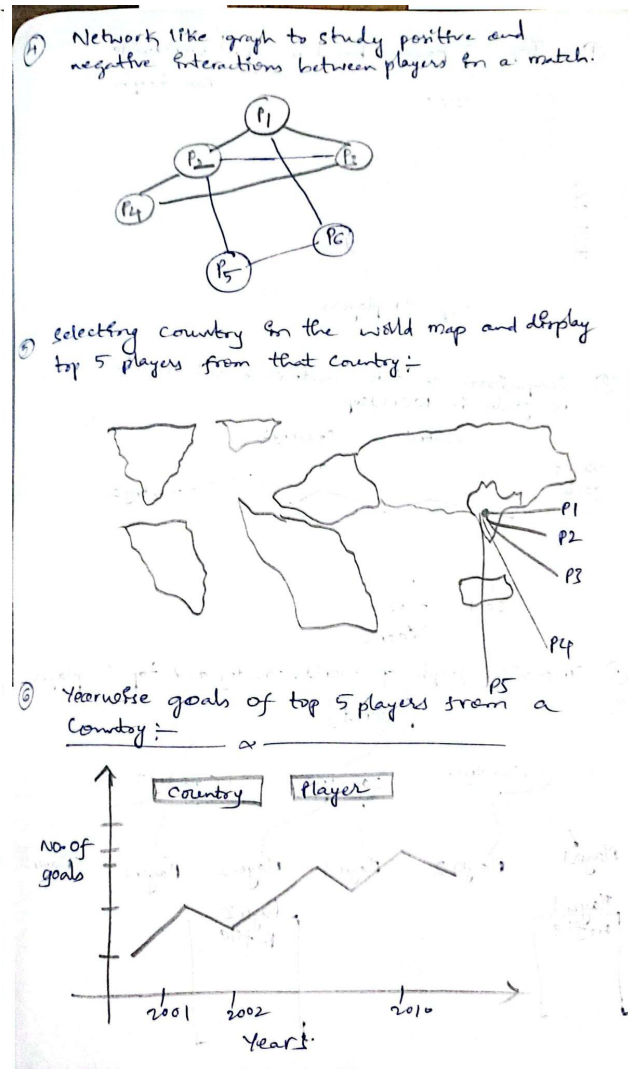 ④ Network like graph to study positive and
negative interactions between players in a match.
P1
P2
P3
P4
P6
P5
⑤ selecting country in the world map and display
top 5 players from that country :-
P1
P2
P3
P4
P5
⑥ Yearwise goals of top 5 players from a
Country :-
Country Player
No. of
goals
2001 2002 2010
Years.